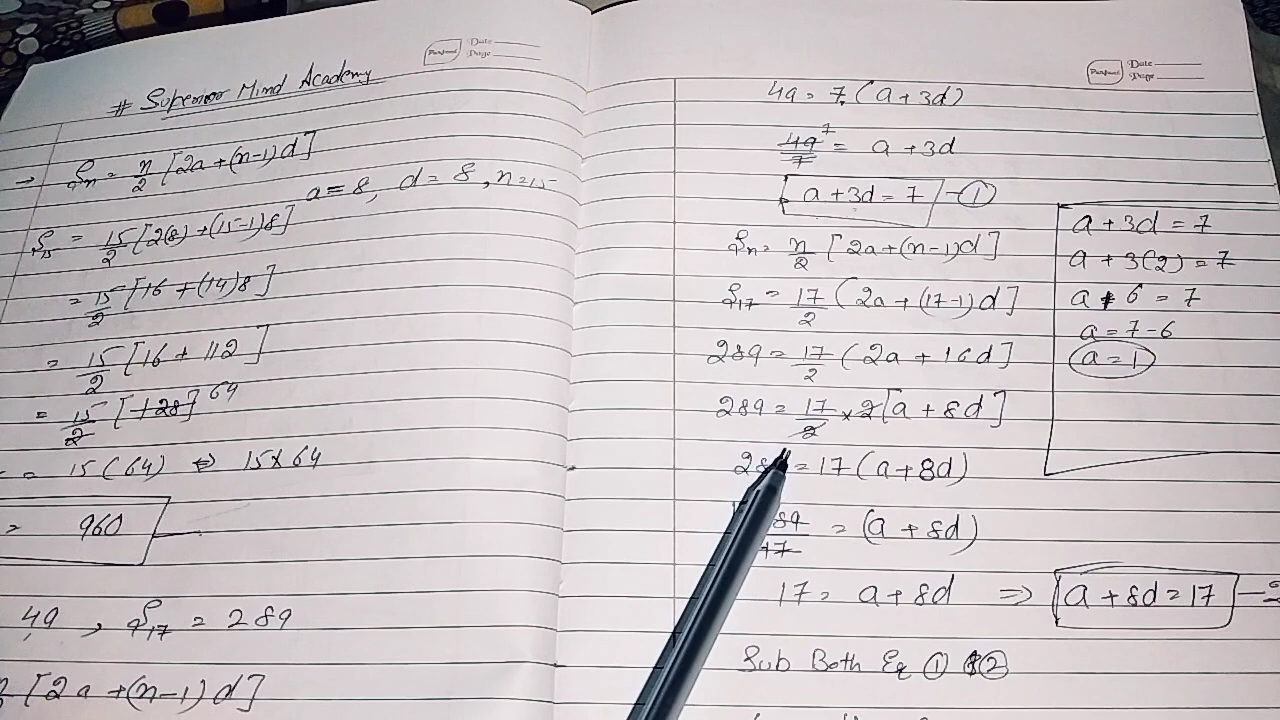 Date
Page
# Superior Mind Academy
→ Sn = n/2 [2a+(n-1)d]
a = 8, d = 8, n=15
S15 = 15/2 [2(8)+(15-1)8]
= 15/2 [16+(14)8]
= 15/2 [16+112]
= 15/2 [128] 64
= 15(64) ⇔ 15×64
= 960
49, S17 = 289
[2a+(n-1)d]
Date
Page
49 = 7(a+3d)
49/7 7 = a+3d
a+3d = 7 -①
Sn = n/2 [2a+(n-1)d]
S17 = 17/2 (2a+(17-1)d]
289 = 17/2 (2a+16d]
289 = 17/2 ×2[a+8d]
= 17(a+8d)
89/17 = (a+8d)
17 = a+8d ⇒ a+8d=17 -2
Sub Both Eq ① & ②
a+3d = 7
a+3(2) = 7
a+6 = 7
a = 7-6
a = 1